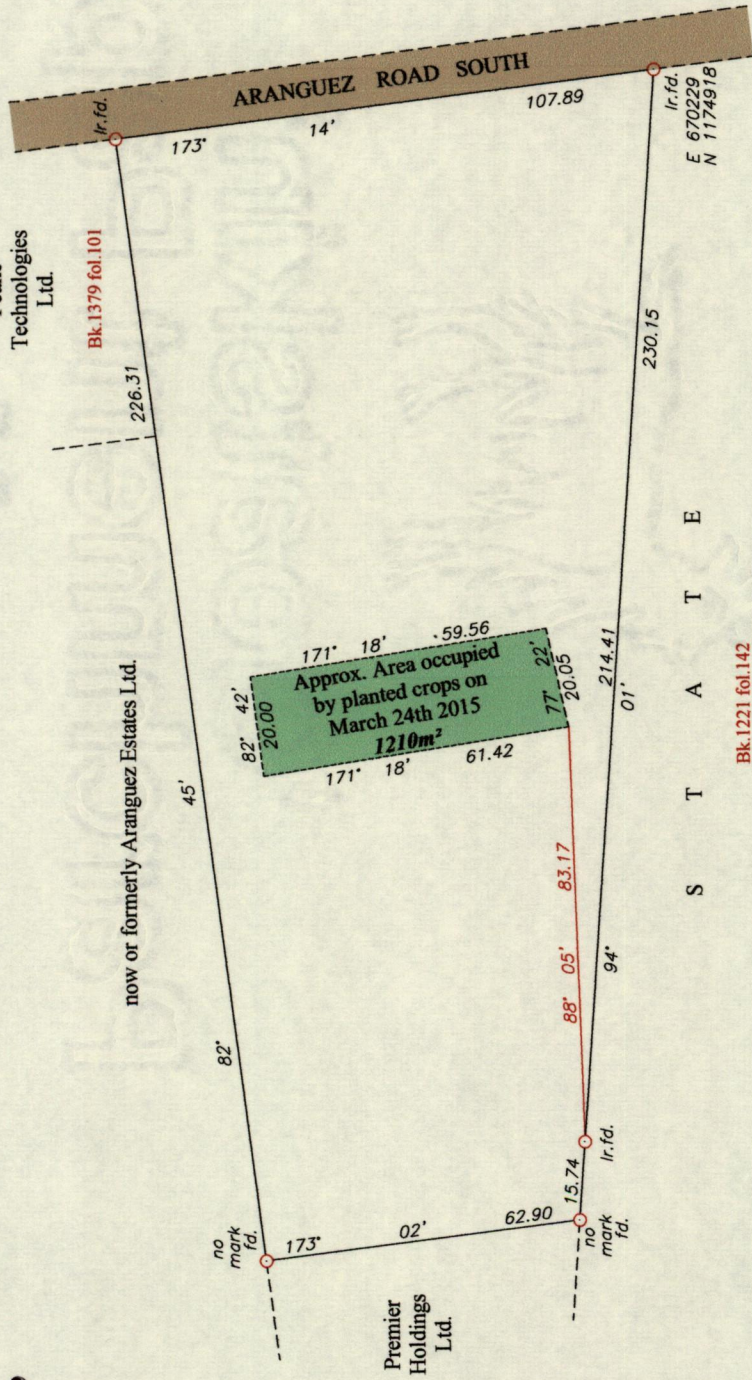 Technologies
Ltd.
Bk.1379 fol.101
Ir.fd.
ARANGUEZ ROAD SOUTH
173° 14' 107.89
Ir.fd.
E 670229
N 1174918
226.31
45'
82°
now or formerly Aranguez Estates Ltd.
82° 42'
20.00
171° 18' 59.56
Approx. Area occupied
by planted crops on
March 24th 2015
1210m²
171° 18' 61.42
77° 22'
20.05
230.15
214.41
94° 01'
88° 05' 83.17
no
mark
fd.
173° 02' 62.90
Premier
Holdings
Ltd.
15.74
no
mark
fd.
Ir.fd.
S T A T E
Bk.1221 fol.142